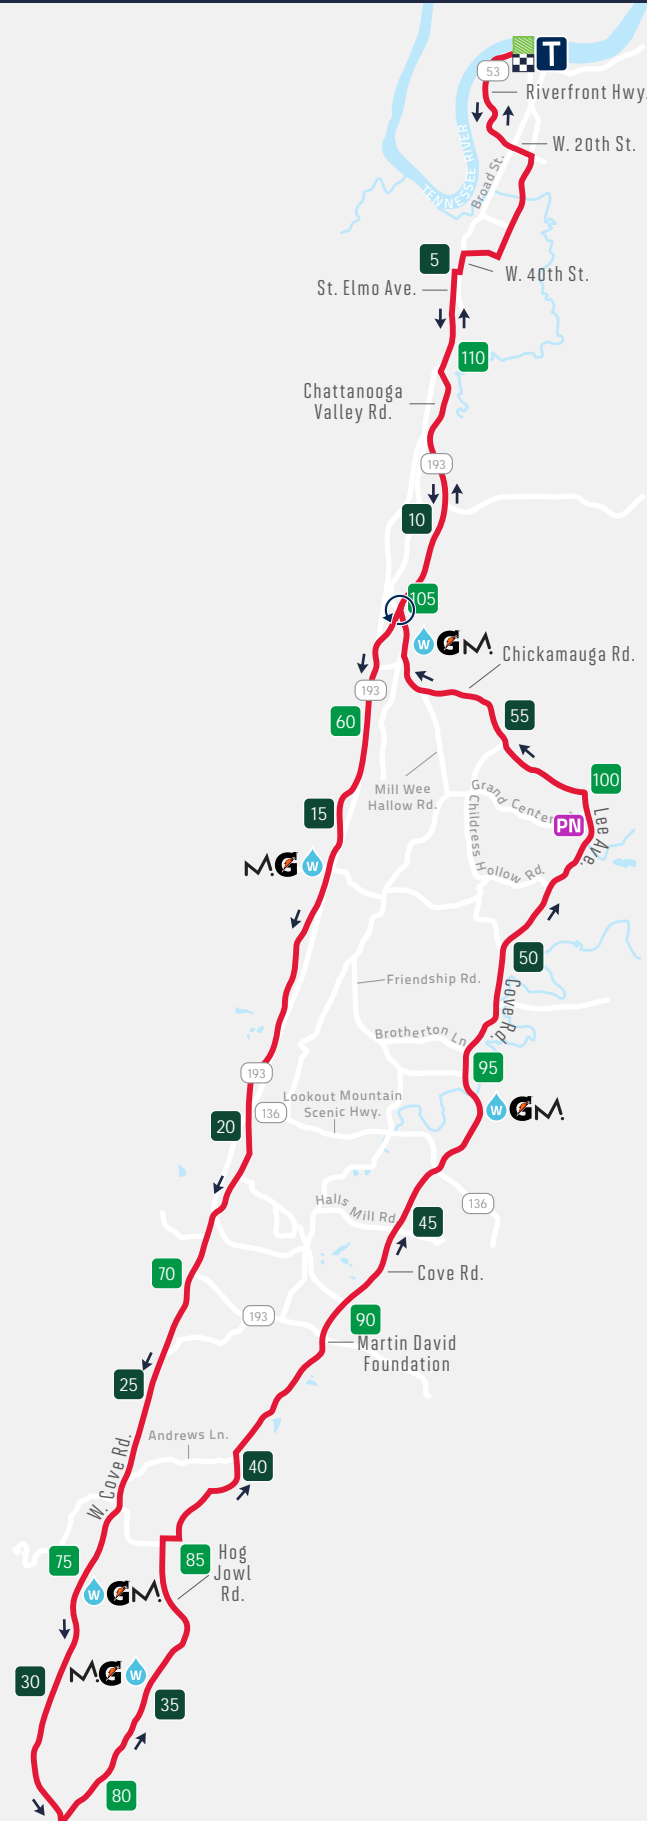 T
53
Riverfront Hwy.
W. 20th St.
TENNESSEE RIVER
Broad St.
5
W. 40th St.
St. Elmo Ave.
110
Chattanooga
Valley Rd.
193
10
105
W G M.
Chickamauga Rd.
193
60
55
100
Mill Wee
Hallow Rd.
Grand Center
PN
Lee Ave.
15
Childress Hollow Rd.
M. G W
50
Friendship Rd.
Cove Rd.
Brotherton Ln.
193
95
Lookout Mountain
Scenic Hwy.
136
W G M.
20
Halls Mill Rd.
136
45
70
Cove Rd.
193
90
Martin David
Foundation
25
W. Cove Rd.
Andrews Ln.
40
75
85
Hog
Jowl
Rd.
W G M.
M. G W
30
35
80